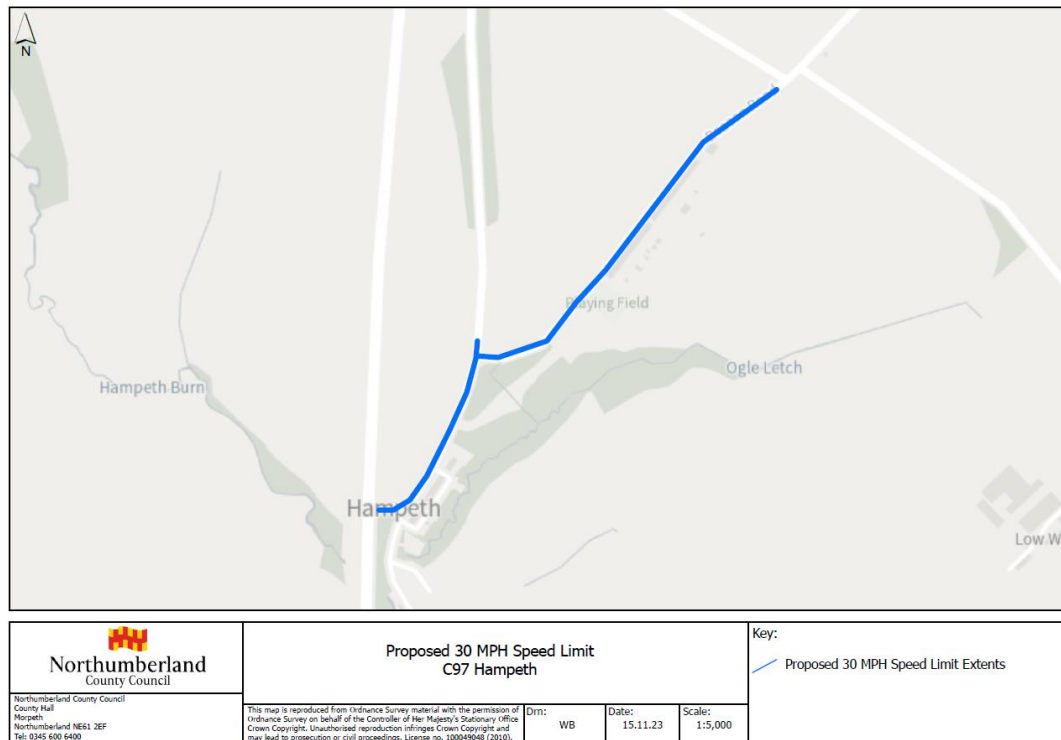 N
Playing Field
Ogle Letch
Hampeth Burn
Hampeth
Low W
Northumberland
County Council
Northumberland County Council
County Hall
Morpeth
Northumberland NE61 2EF
Tel: 0345 600 6400
Proposed 30 MPH Speed Limit
C97 Hampeth
This map is reproduced from Ordnance Survey material with the permission of
Ordnance Survey on behalf of the Controller of Her Majesty's Stationary Office
Crown Copyright. Unauthorised reproduction infringes Crown Copyright and
may lead to prosecution or civil proceedings. License no. 100049048 (2010).
Drn:
WB
Date:
15.11.23
Scale:
1:5,000
Key:
Proposed 30 MPH Speed Limit Extents